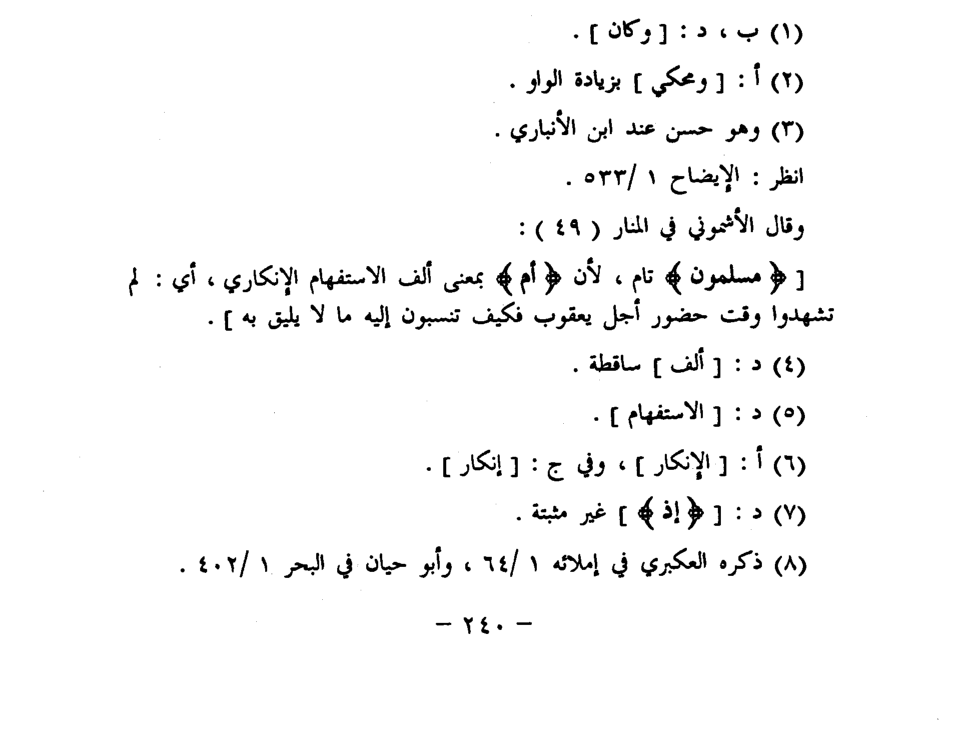 (١) ب ، د : [ وكان ] .
(٢) أ : [ ومحكي ] بزيادة الواو .
(٣) وهو حسن عند ابن الأنباري .
انظر : الإيضاح ١ /٥٣٣ .
وقال الأشموني في المنار ( ٤٩ ) :
[ ﴿ مسلمون ﴾ تام ، لأن ﴿ أم ﴾ بمعنى ألف الاستفهام الإنكاري ، أي : لم
تشهدوا وقت حضور أجل يعقوب فكيف تنسبون إليه ما لا يليق به ] .
(٤) د : [ ألف ] ساقطة .
(٥) د : [ الاستفهام ] .
(٦) أ : [ الإنكار ] ، وفي ج : [ إنكار ] .
(٧) د : [ ﴿ إذ ﴾ ] غير مثبتة .
(٨) ذكره العكبري في إملائه ١ /٦٤ ، وأبو حيان في البحر ١ /٤٠٢ .
– ٢٤٠ –